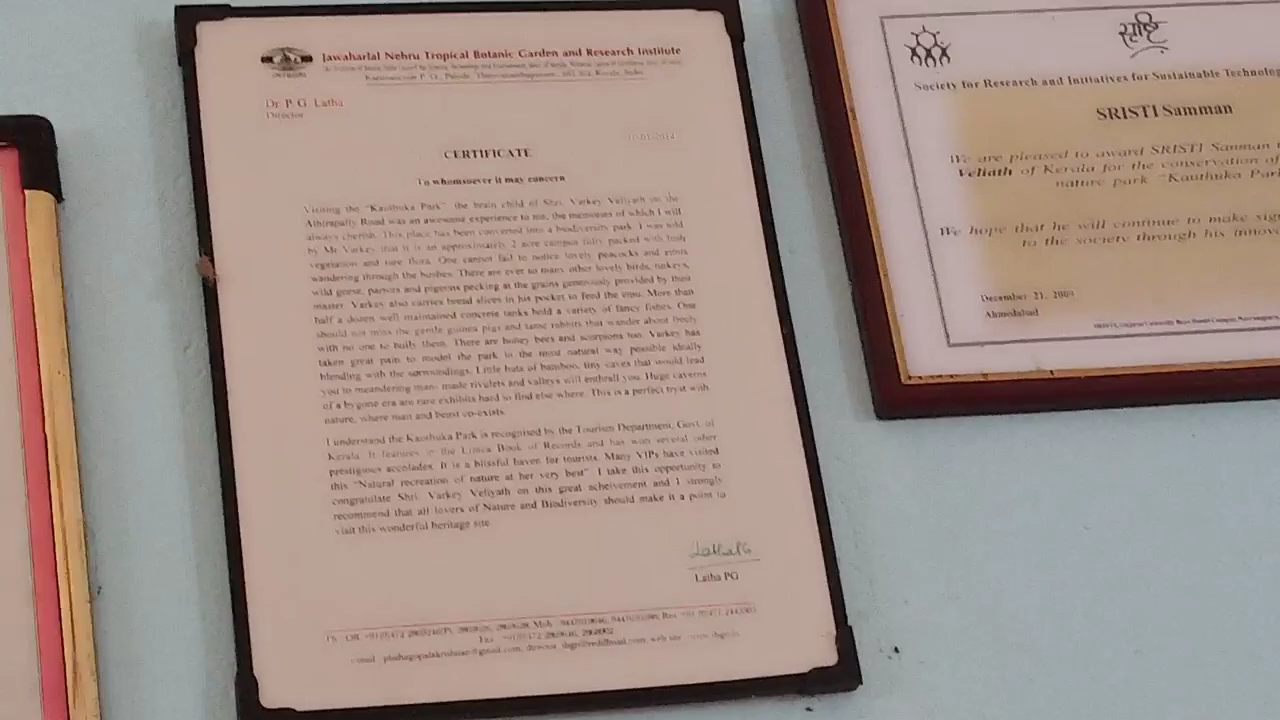 Jawaharlal Nehru Tropical Botanic Garden and Research Institute
Dr. P. G. Latha
Director
CERTIFICATE
To whomsoever it may concern
Visiting the "Kauthuka Park" the brain child of Shri. Varkey Veliyath on the
Athirapally Road was an awesome experience to me, the memories of which I will
always cherish. This place has been converted into a biodiversity park. I was told
by Mr Varkey that it is an approximately 2 acre campus fully packed with lush
vegetation and rare flora. One cannot fail to notice lovely peacocks and emus
wandering through the bushes. There are ever so many other lovely birds, turkeys,
wild geese, parrots and pigeons pecking at the grains generously provided by their
master. Varkey also carries bread slices in his pocket to feed the emu. More than
half a dozen well maintained concrete tanks hold a variety of fancy fishes. One
should not miss the gentle guinea pigs and tame rabbits that wander about freely
with no one to bully them. There are honey bees and scorpions too. Varkey has
taken great pain to model the park in the most natural way possible ideally
blending with the surroundings. Little huts of bamboo, tiny caves that would lead
you to meandering man- made rivulets and valleys will enthrall you. Huge caverns
of a bygone era are rare exhibits hard to find else where. This is a perfect tryst with
nature, where man and beast co-exists.
I understand the Kauthuka Park is recognised by the Tourism Department, Govt. of
Kerala. It features in the Limca Book of Records and has won several other
prestigious accolades. It is a blissful haven for tourists. Many VIPs have visited
this "Natural recreation of nature at her very best". I take this opportunity to
congratulate Shri. Varkey Veliyath on this great acheivement and I strongly
recommend that all lovers of Nature and Biodiversity should make it a point to
visit this wonderful heritage site.
LathaPG
Latha PG
सृष्टि
Society for Research and Initiatives for Sustainable Technolog
SRISTI Samman
We are pleased to award SRISTI Sanman
Veliath of Kerala for the conservation of
nature park "Kauthuka Par
We hope that he will continue to make sig
to the society through his innov
December 21, 2009
Ahmedabad